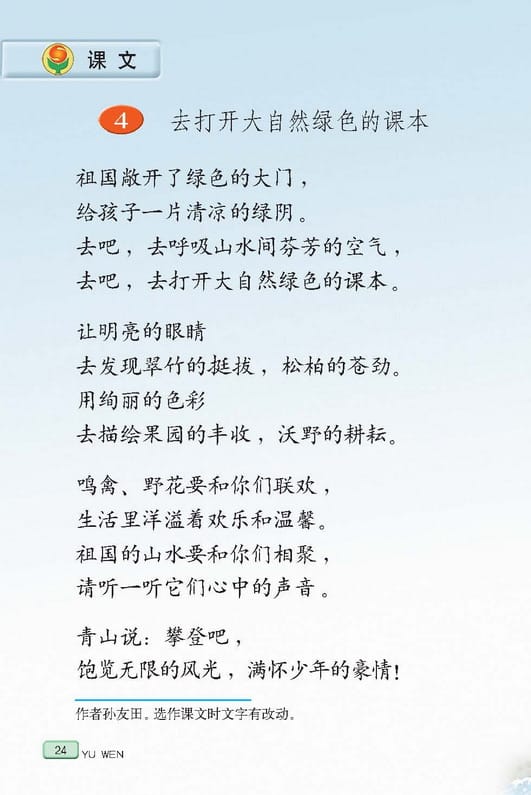 课文
4 去打开大自然绿色的课本
祖国敞开了绿色的大门，
给孩子一片清凉的绿阴。
去吧，去呼吸山水间芬芳的空气，
去吧，去打开大自然绿色的课本。
让明亮的眼睛
去发现翠竹的挺拔，松柏的苍劲。
用绚丽的色彩
去描绘果园的丰收，沃野的耕耘。
鸣禽、野花要和你们联欢，
生活里洋溢着欢乐和温馨。
祖国的山水要和你们相聚，
请听一听它们心中的声音。
青山说：攀登吧，
饱览无限的风光，满怀少年的豪情！
作者孙友田。选作课文时文字有改动。
24 YU WEN